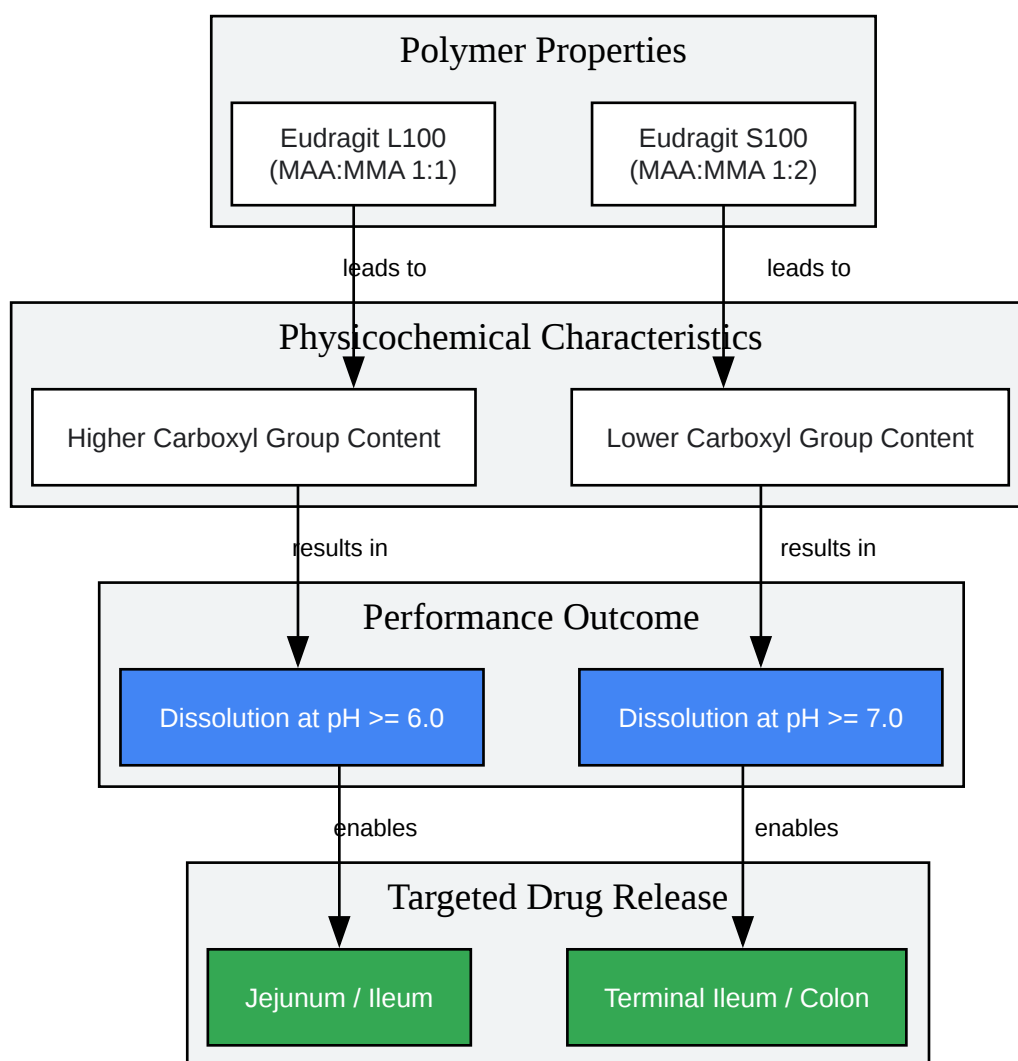 Polymer Properties
Eudragit L100
(MAA:MMA 1:1)
Eudragit S100
(MAA:MMA 1:2)
leads to
leads to
Physicochemical Characteristics
Higher Carboxyl Group Content
Lower Carboxyl Group Content
results in
results in
Performance Outcome
Dissolution at pH >= 6.0
Dissolution at pH >= 7.0
enables
enables
Targeted Drug Release
Jejunum / Ileum
Terminal Ileum / Colon